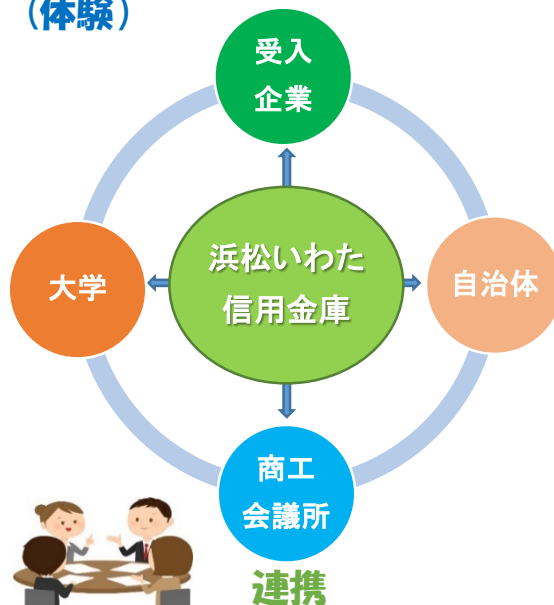 （体験）
受入
企業
浜松いわた
信用金庫
大学
自治体
商工
会議所
連携